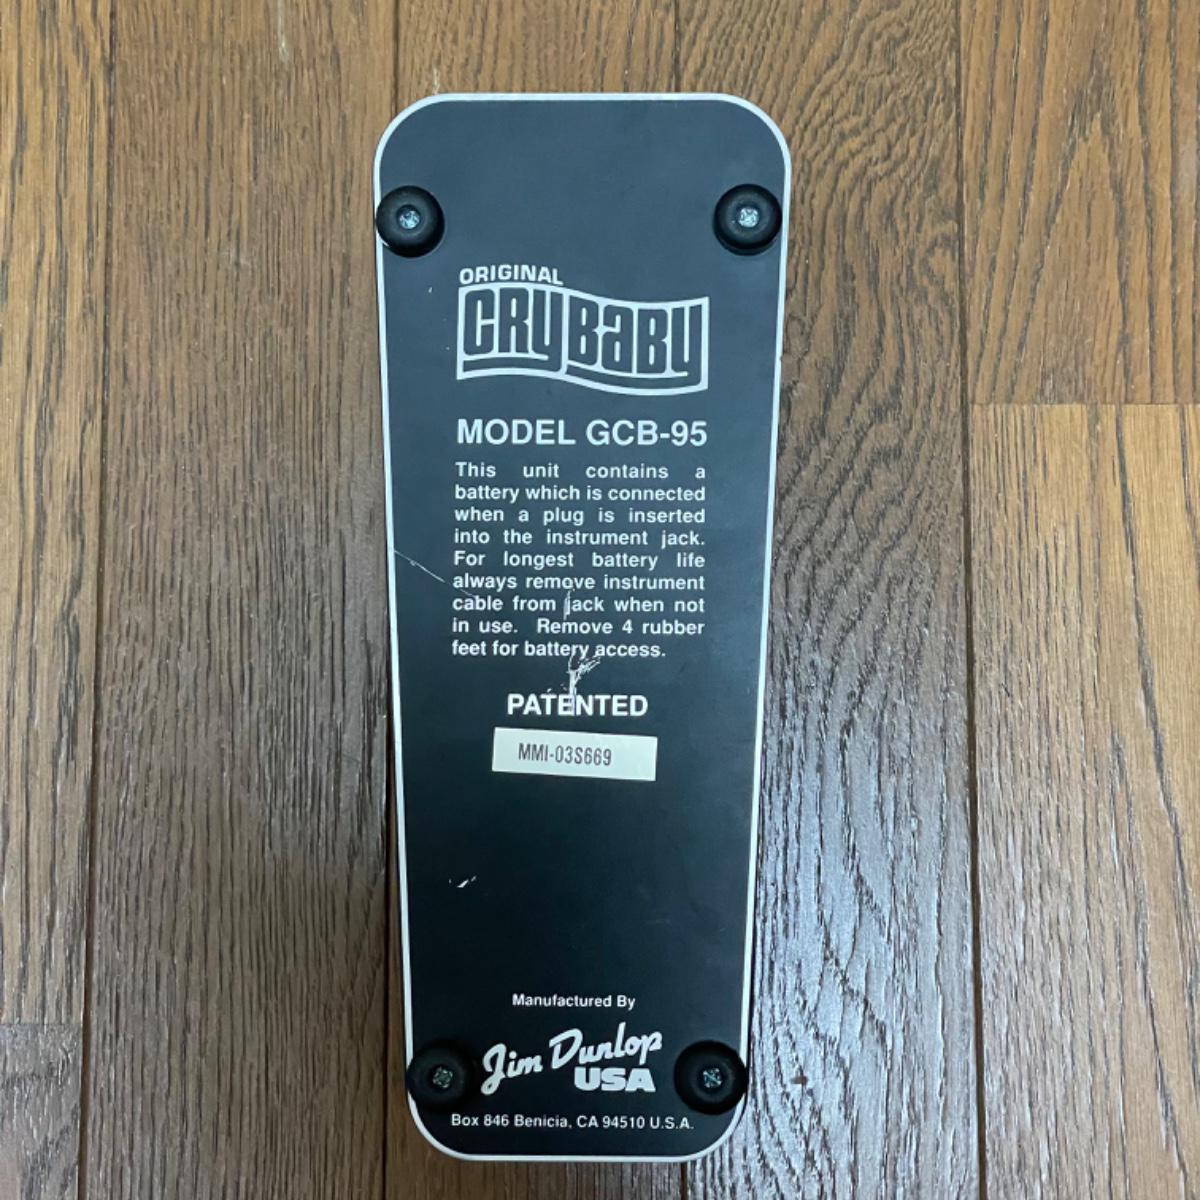 ORIGINAL
CRYBABY
MODEL GCB-95
This unit contains a
battery which is connected
when a plug is inserted
into the instrument jack.
For longest battery life
always remove instrument
cable from jack when not
in use. Remove 4 rubber
feet for battery access.
PATENTED
MMI-03S669
Manufactured By
Jim Dunlop
USA
Box 846 Benicia, CA 94510 U.S.A.